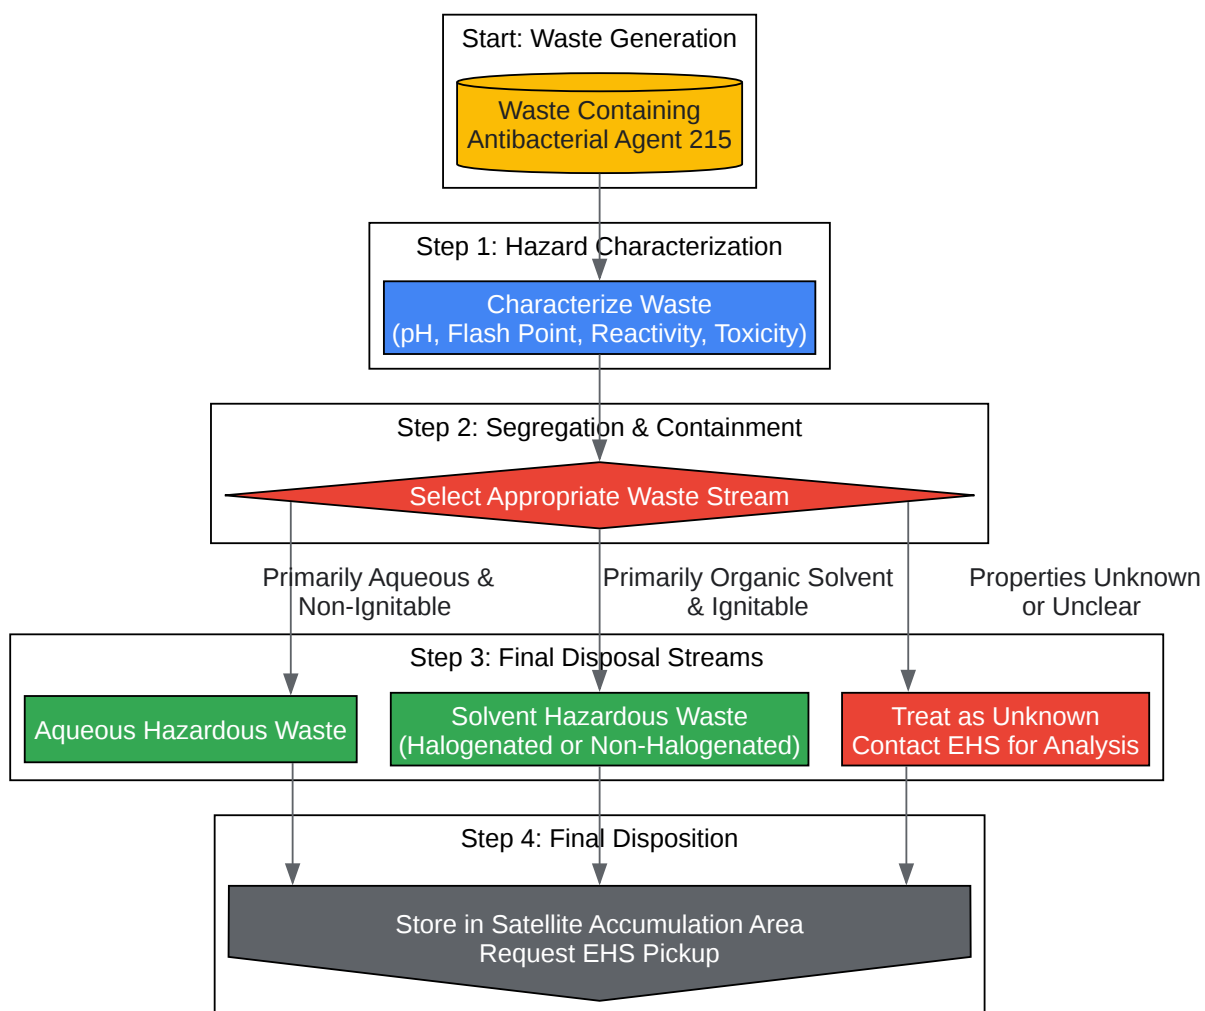 Start: Waste Generation
Waste Containing
Antibacterial Agent 215
Step 1: Hazard Characterization
Characterize Waste
(pH, Flash Point, Reactivity, Toxicity)
Step 2: Segregation & Containment
Select Appropriate Waste Stream
Primarily Aqueous &
Non-Ignitable
Primarily Organic Solvent
& Ignitable
Properties Unknown
or Unclear
Step 3: Final Disposal Streams
Aqueous Hazardous Waste
Solvent Hazardous Waste
(Halogenated or Non-Halogenated)
Treat as Unknown
Contact EHS for Analysis
Step 4: Final Disposition
Store in Satellite Accumulation Area
Request EHS Pickup